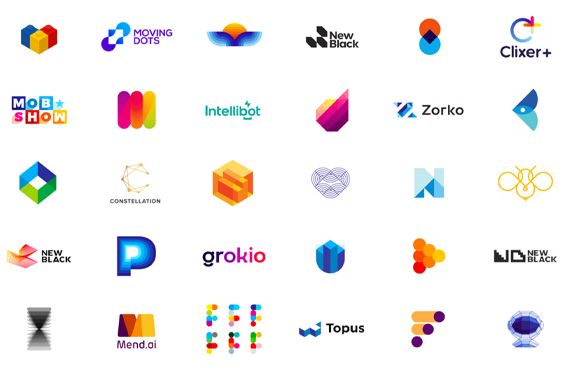 MOVING
DOTS
New
Black
Clixer+
MOB
SHOW
Intellibot
Zorko
CONSTELLATION
N
NEW
BLACK
P
grokio
NEW
BLACK
Mend.ai
Topus
F